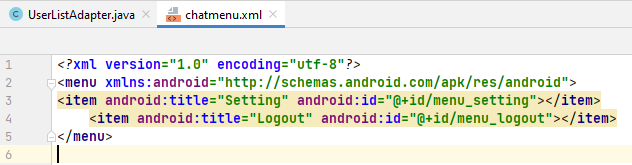 UserListAdapter.java
chatmenu.xml
1 <?xml version="1.0" encoding="utf-8"?>
2 <menu xmlns:android="http://schemas.android.com/apk/res/android">
3 <item android:title="Setting" android:id="@+id/menu_setting"></item>
4 <item android:title="Logout" android:id="@+id/menu_logout"></item>
5 </menu>
6